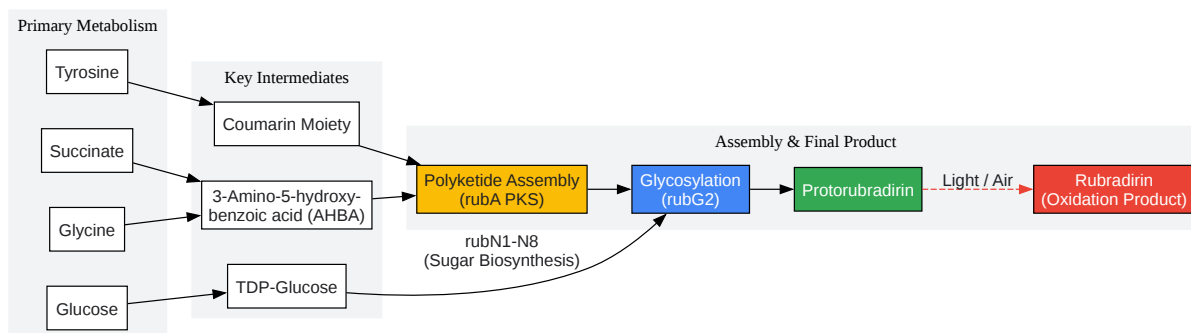 Primary Metabolism
Tyrosine
Succinate
Glycine
Glucose
Key Intermediates
Coumarin Moiety
3-Amino-5-hydroxy-
benzoic acid (AHBA)
TDP-Glucose
rubN1-N8
(Sugar Biosynthesis)
Assembly & Final Product
Polyketide Assembly
(rubA PKS)
Glycosylation
(rubG2)
Protorubradirin
Light / Air
Rubradirin
(Oxidation Product)